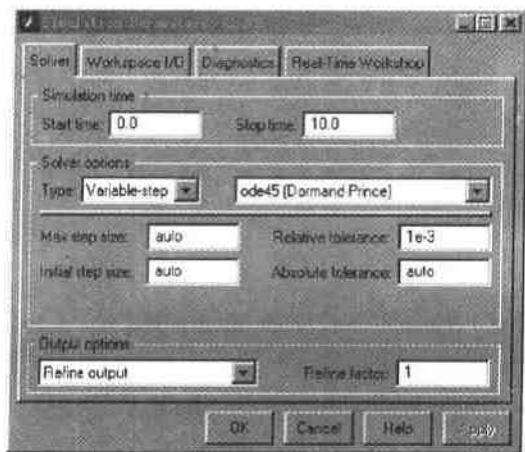 Solver Workspace I/O Diagnostics Real-Time Workshop
Simulation time
Start time: 0.0 Stop time: 10.0
Solver options
Type: Variable-step ode45 (Dormand-Prince)
Max step size: auto Relative tolerance: 1e-3
Initial step size: auto Absolute tolerance: auto
Output options
Refine output Refine factor: 1
OK Cancel Help Apply